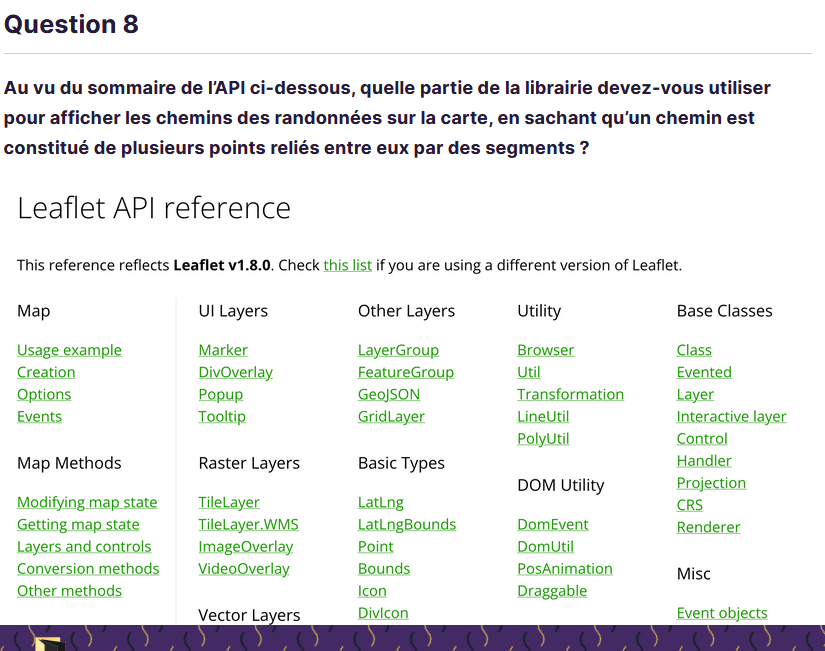 Question 8
Au vu du sommaire de l’API ci-dessous, quelle partie de la librairie devez-vous utiliser
pour afficher les chemins des randonnées sur la carte, en sachant qu’un chemin est
constitué de plusieurs points reliés entre eux par des segments ?
Leaflet API reference
This reference reflects Leaflet v1.8.0. Check this list if you are using a different version of Leaflet.
Map
Usage example
Creation
Options
Events
Map Methods
Modifying map state
Getting map state
Layers and controls
Conversion methods
Other methods
UI Layers
Marker
DivOverlay
Popup
Tooltip
Raster Layers
TileLayer
TileLayer.WMS
ImageOverlay
VideoOverlay
Vector Layers
Other Layers
LayerGroup
FeatureGroup
GeoJSON
GridLayer
Basic Types
LatLng
LatLngBounds
Point
Bounds
Icon
DivIcon
Utility
Browser
Util
Transformation
LineUtil
PolyUtil
DOM Utility
DomEvent
DomUtil
PosAnimation
Draggable
Base Classes
Class
Evented
Layer
Interactive layer
Control
Handler
Projection
CRS
Renderer
Misc
Event objects